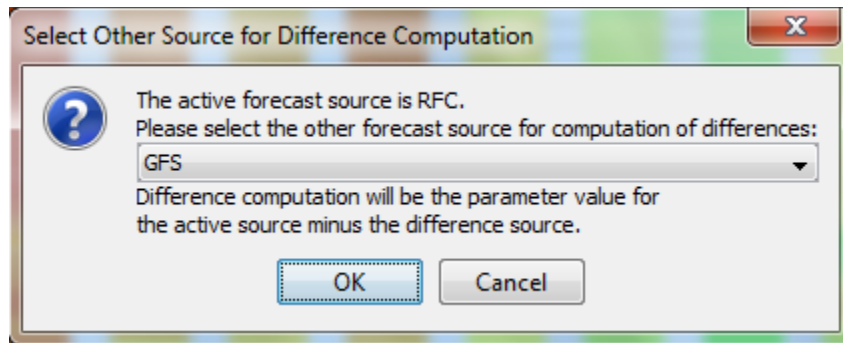 Select Other Source for Difference Computation
The active forecast source is RFC.
Please select the other forecast source for computation of differences:
GFS
Difference computation will be the parameter value for
the active source minus the difference source.
OK
Cancel